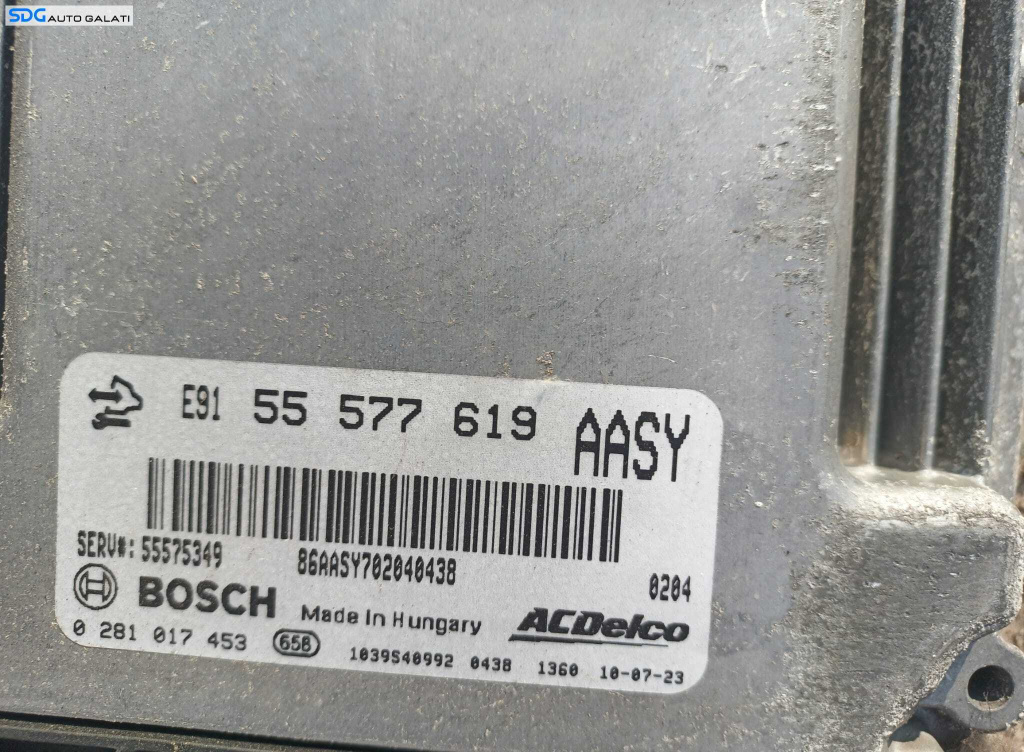 SDG AUTO GALATI
E91 55 577 619 AASY
SERV#: 55575349 86AASY702040438 0204
BOSCH Made In Hungary ACDelco
0 281 017 453 658 1039S40992 0438 1360 10-07-23